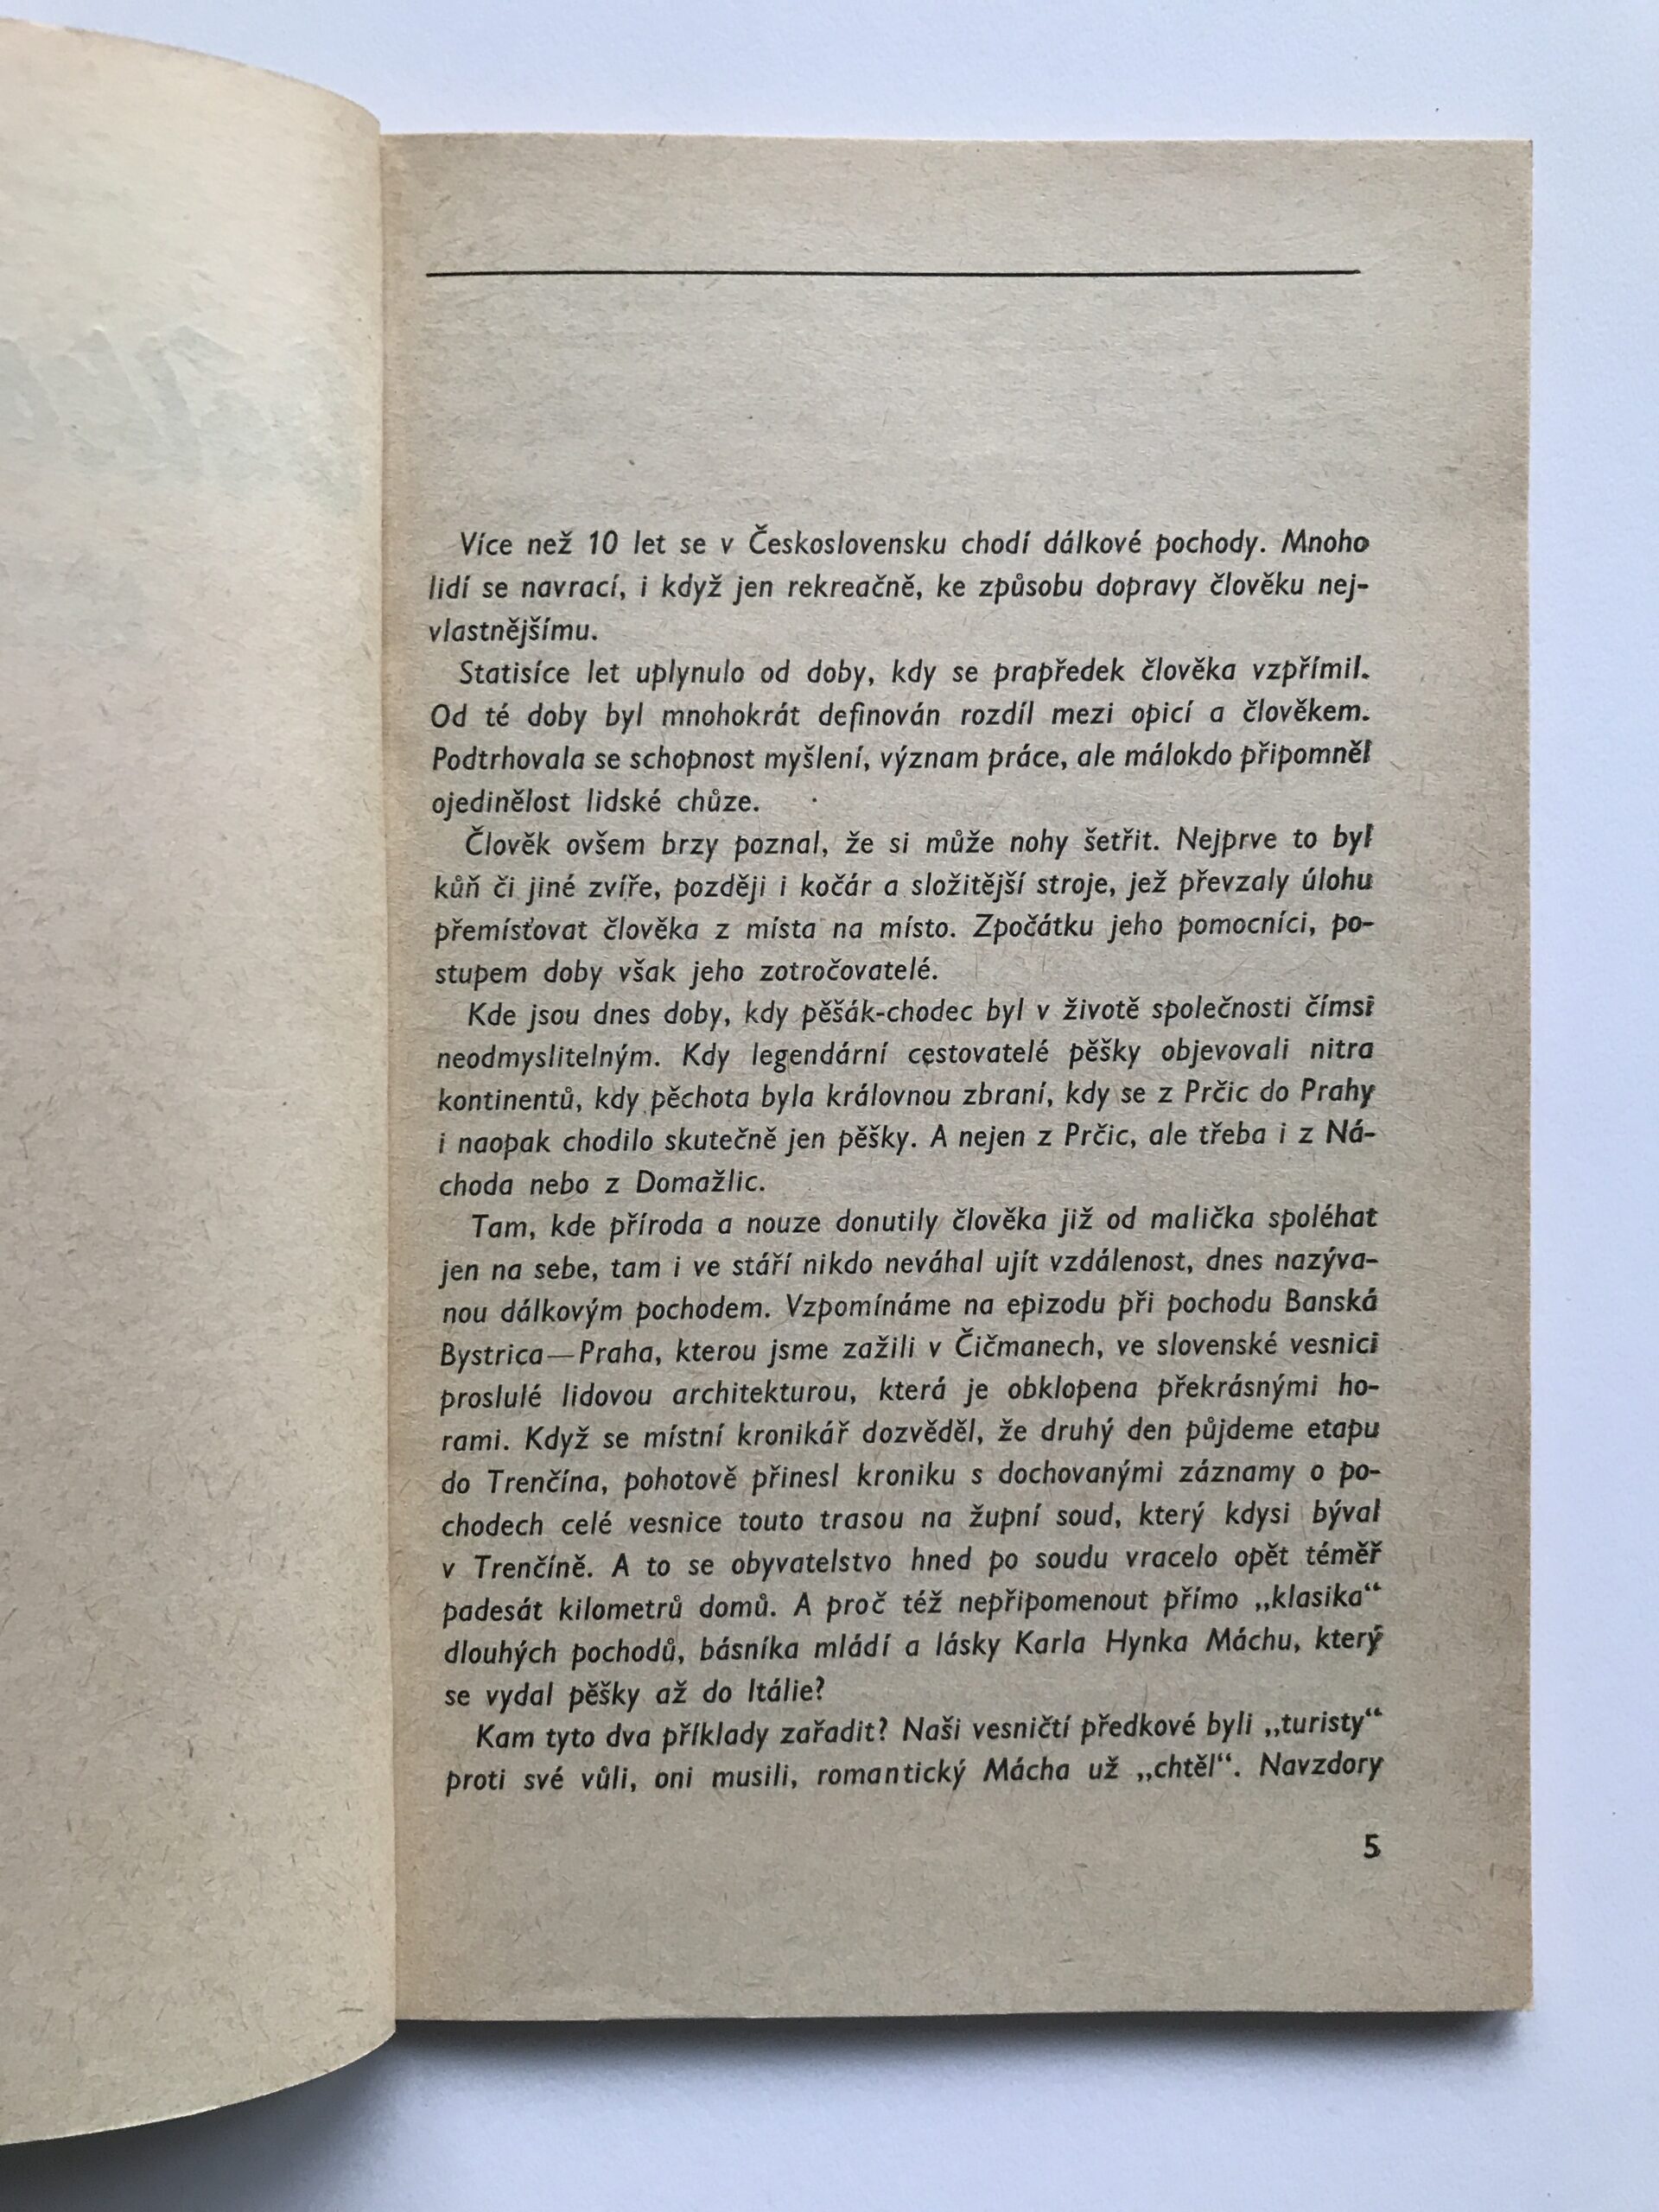 Více než 10 let se v Československu chodí dálkové pochody. Mnoho
lidí se navrací, i když jen rekreačně, ke způsobu dopravy člověku nej-
vlastnějšímu.
Statisíce let uplynulo od doby, kdy se prapředek člověka vzpřímil.
Od té doby byl mnohokrát definován rozdíl mezi opicí a člověkem.
Podtrhovala se schopnost myšlení, význam práce, ale málokdo připomněl
ojedinělost lidské chůze.
Člověk ovšem brzy poznal, že si může nohy šetřit. Nejprve to byl
kůň či jiné zvíře, později i kočár a složitější stroje, jež převzaly úlohu
přemísťovat člověka z místa na místo. Zpočátku jeho pomocníci, po-
stupem doby však jeho zotročovatelé.
Kde jsou dnes doby, kdy pěšák-chodec byl v životě společnosti čímsi
neodmyslitelným. Kdy legendární cestovatelé pěšky objevovali nitra
kontinentů, kdy pěchota byla královnou zbraní, kdy se z Prčic do Prahy
i naopak chodilo skutečně jen pěšky. A nejen z Prčic, ale třeba i z Ná-
choda nebo z Domažlic.
Tam, kde příroda a nouze donutily člověka již od malička spoléhat
jen na sebe, tam i ve stáří nikdo neváhal ujít vzdálenost, dnes nazýva-
nou dálkovým pochodem. Vzpomínáme na epizodu při pochodu Banská
Bystrica—Praha, kterou jsme zažili v Čičmanech, ve slovenské vesnici
proslulé lidovou architekturou, která je obklopena překrásnými ho-
rami. Když se místní kronikář dozvěděl, že druhý den půjdeme etapu
do Trenčína, pohotově přinesl kroniku s dochovanými záznamy o po-
chodech celé vesnice touto trasou na župní soud, který kdysi býval
v Trenčíně. A to se obyvatelstvo hned po soudu vracelo opět téměř
padesát kilometrů domů. A proč též nepřipomenout přímo „klasika“
dlouhých pochodů, básníka mládí a lásky Karla Hynka Máchu, který
se vydal pěšky až do Itálie?
Kam tyto dva příklady zařadit? Naši vesničtí předkové byli „turisty“
proti své vůli, oni musili, romantický Mácha už „chtěl“. Navzdory
5